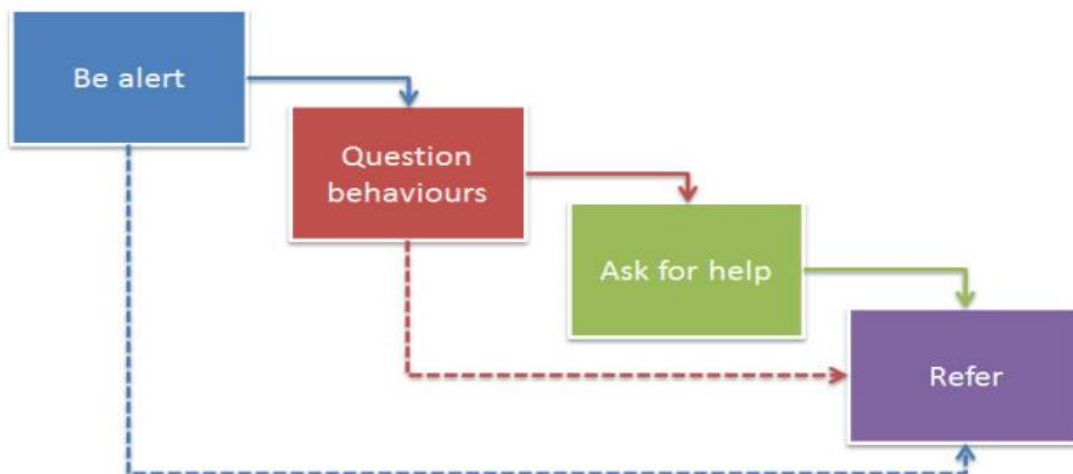 Be alert
Question
behaviours
Ask for help
Refer